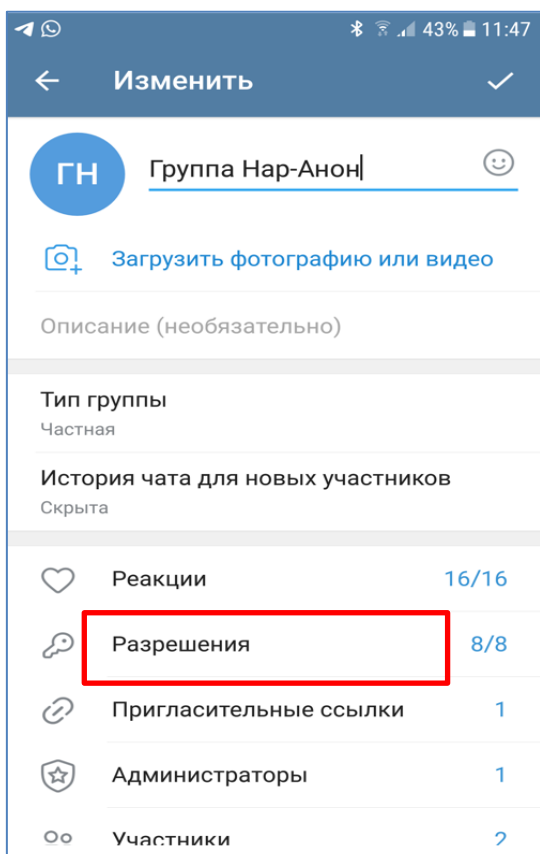 43% 11:47
Изменить
ГН Группа Нар-Анон
Загрузить фотографию или видео
Описание (необязательно)
Тип группы
Частная
История чата для новых участников
Скрыта
Реакции 16/16
Разрешения 8/8
Пригласительные ссылки 1
Администраторы 1
Участники 2